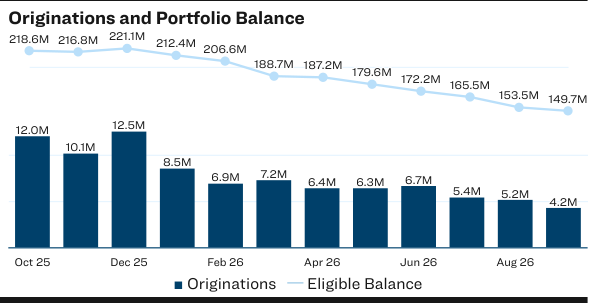 Originations and Portfolio Balance
218.6M 216.8M 221.1M 212.4M 206.6M 188.7M 187.2M 179.6M 172.2M 165.5M 153.5M 149.7M
12.0M 10.1M 12.5M 8.5M 6.9M 7.2M 6.4M 6.3M 6.7M 5.4M 5.2M 4.2M
Oct 25 Dec 25 Feb 26 Apr 26 Jun 26 Aug 26
Originations Eligible Balance